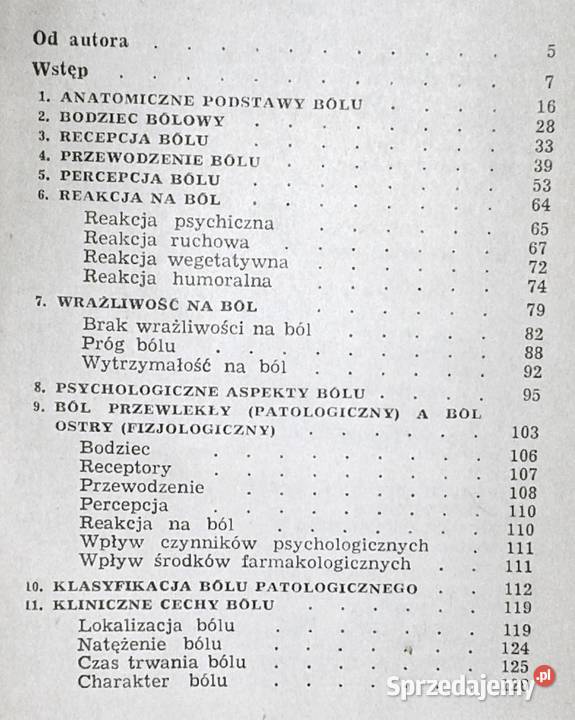 Od autora . . . . . . . . . . 5
Wstęp . . . . . . . . . . . 7
1. ANATOMICZNE PODSTAWY BÓLU . . . . 16
2. BODZIEC BÓLOWY . . . . . . . 28
3. RECEPCJA BÓLU . . . . . . . . 33
4. PRZEWODZENIE BÓLU . . . . . . 39
5. PERCEPCJA BÓLU . . . . . . . 53
6. REAKCJA NA BÓL . . . . . . . 64
Reakcja psychiczna . . . . . . 65
Reakcja ruchowa . . . . . . . 67
Reakcja wegetatywna . . . . . 72
Reakcja humoralna . . . . . . 74
7. WRAŻLIWOŚĆ NA BÓL . . . . . 79
Brak wrażliwości na ból . . . . . 82
Próg bólu . . . . . . . . 88
Wytrzymałość na ból . . . . . 92
8. PSYCHOLOGICZNE ASPEKTY BÓLU . . . . 95
9. BÓL PRZEWLEKŁY (PATOLOGICZNY) A BÓL
OSTRY (FIZJOLOGICZNY) . . . . . 103
Bodziec . . . . . . . . 106
Receptory . . . . . . . 107
Przewodzenie . . . . . . 108
Percepcja . . . . . . . 110
Reakcja na ból . . . . . . 110
Wpływ czynników psychologicznych . 111
Wpływ środków farmakologicznych . . 111
10. KLASYFIKACJA BÓLU PATOLOGICZNEGO . . 112
11. KLINICZNE CECHY BÓLU . . . . . 119
Lokalizacja bólu . . . . . . 119
Natężenie bólu . . . . . . 124
Czas trwania bólu . . . . . 125
Charakter bólu
Sprzedajemy .pl